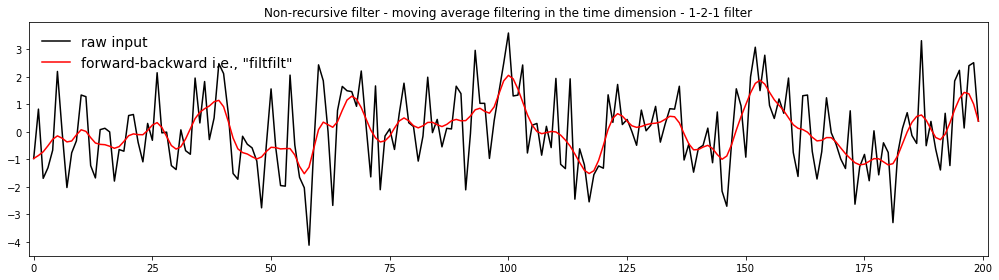 Non-recursive filter - moving average filtering in the time dimension - 1-2-1 filter
raw input
forward-backward i.e., "filtfilt"
3
2
1
0
−1
−2
−3
−4
0 25 50 75 100 125 150 175 200